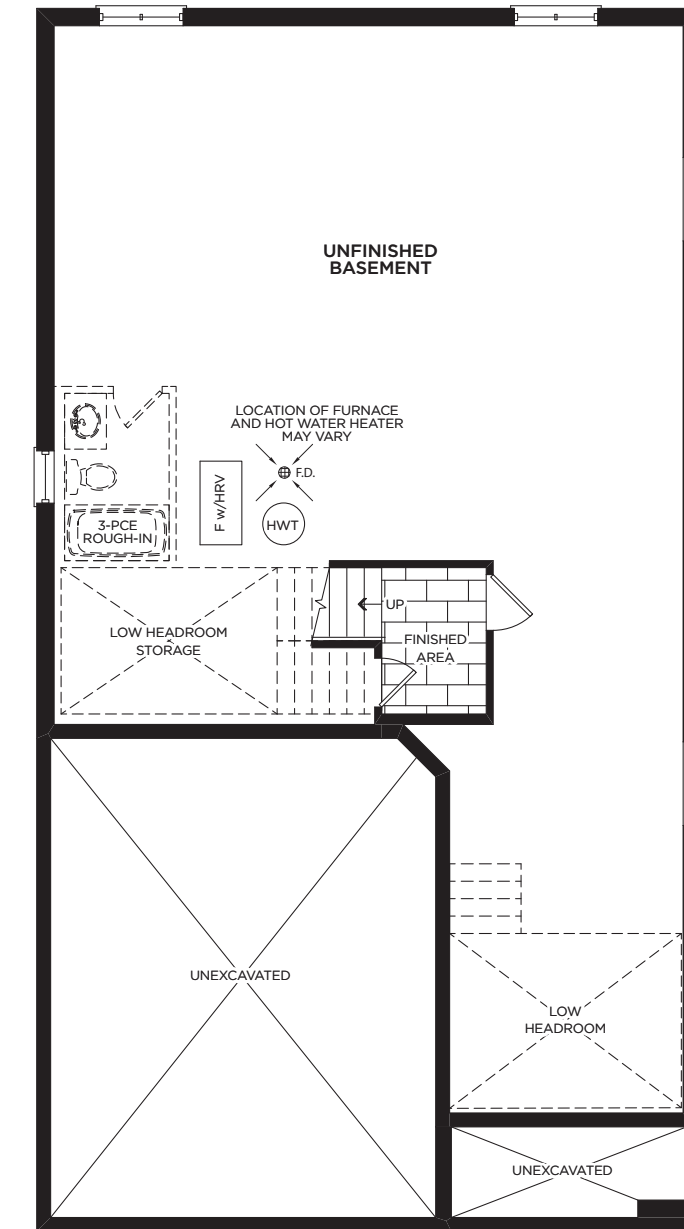 UNFINISHED
BASEMENT
LOCATION OF FURNACE
AND HOT WATER HEATER
MAY VARY
F.D.
F w/HRV
HWT
3-PCE
ROUGH-IN
UP
LOW HEADROOM
STORAGE
FINISHED
AREA
UNEXCAVATED
LOW
HEADROOM
UNEXCAVATED